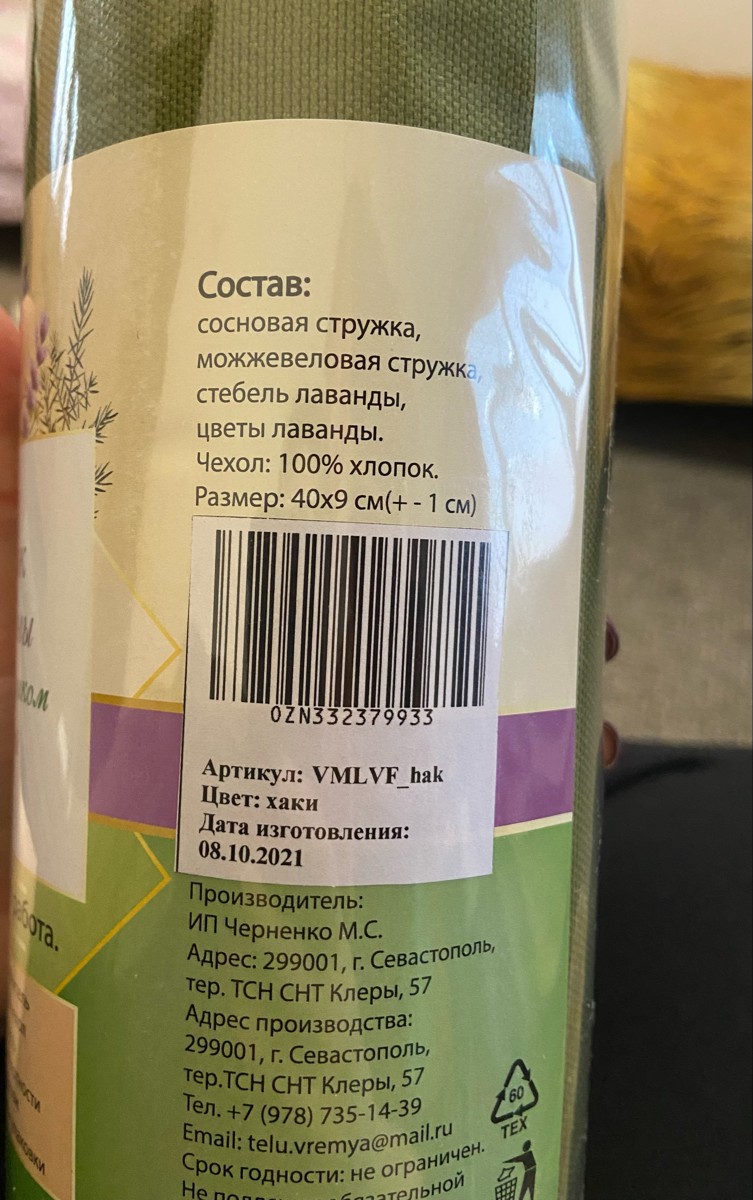 Состав:
сосновая стружка,
можжевеловая стружка,
стебель лаванды,
цветы лаванды.
Чехол: 100% хлопок.
Размер: 40х9 см(+ - 1 см)
OZN332379933
Артикул: VMLVF_hak
Цвет: хаки
Дата изготовления:
08.10.2021
Производитель:
ИП Черненко М.С.
Адрес: 299001, г. Севастополь,
тер. ТСН СНТ Клеры, 57
Адрес производства:
299001, г. Севастополь,
тер.ТСН СНТ Клеры, 57
Тел. +7 (978) 735-14-39
Email: telu.vremya@mail.ru
Срок годности: не ограничен.
Не
60
ТЕХ